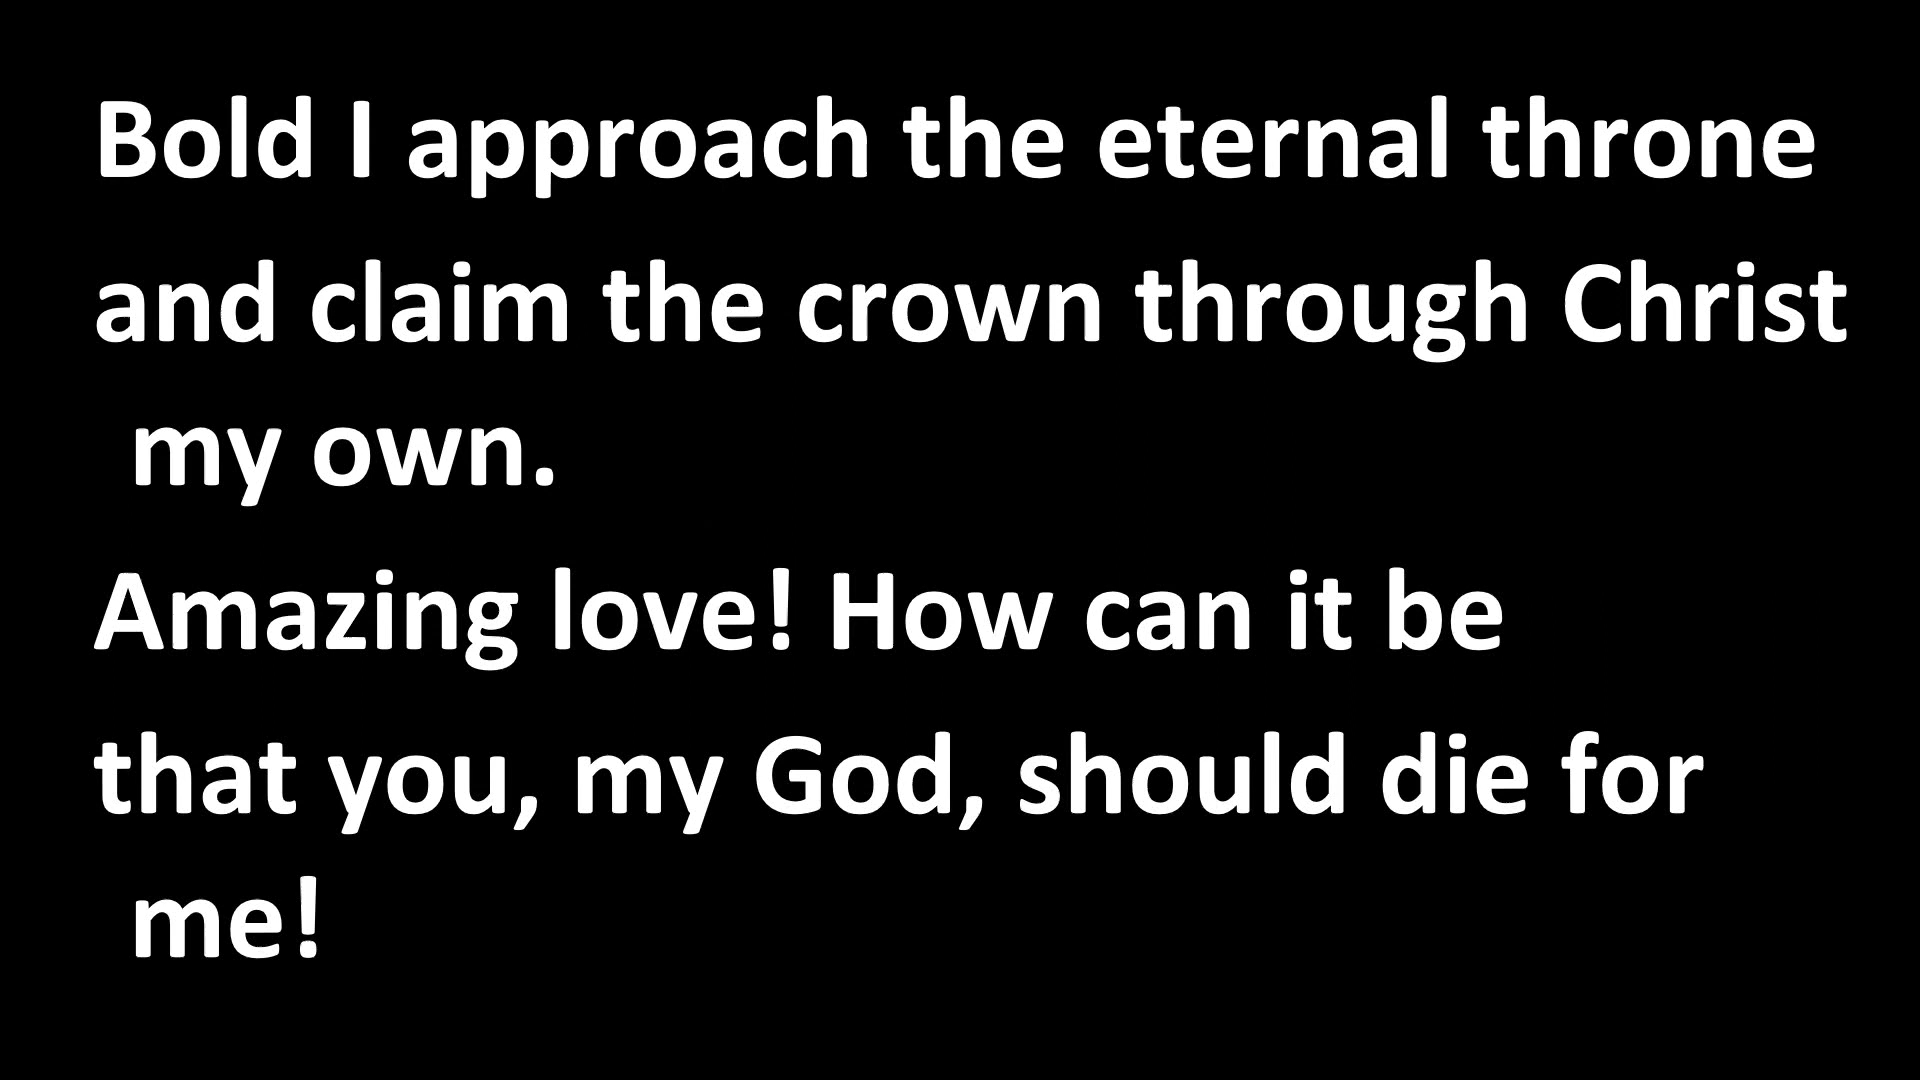 Bold I approach the eternal throne
and claim the crown through Christ
my own.
Amazing love! How can it be
that you, my God, should die for
me!